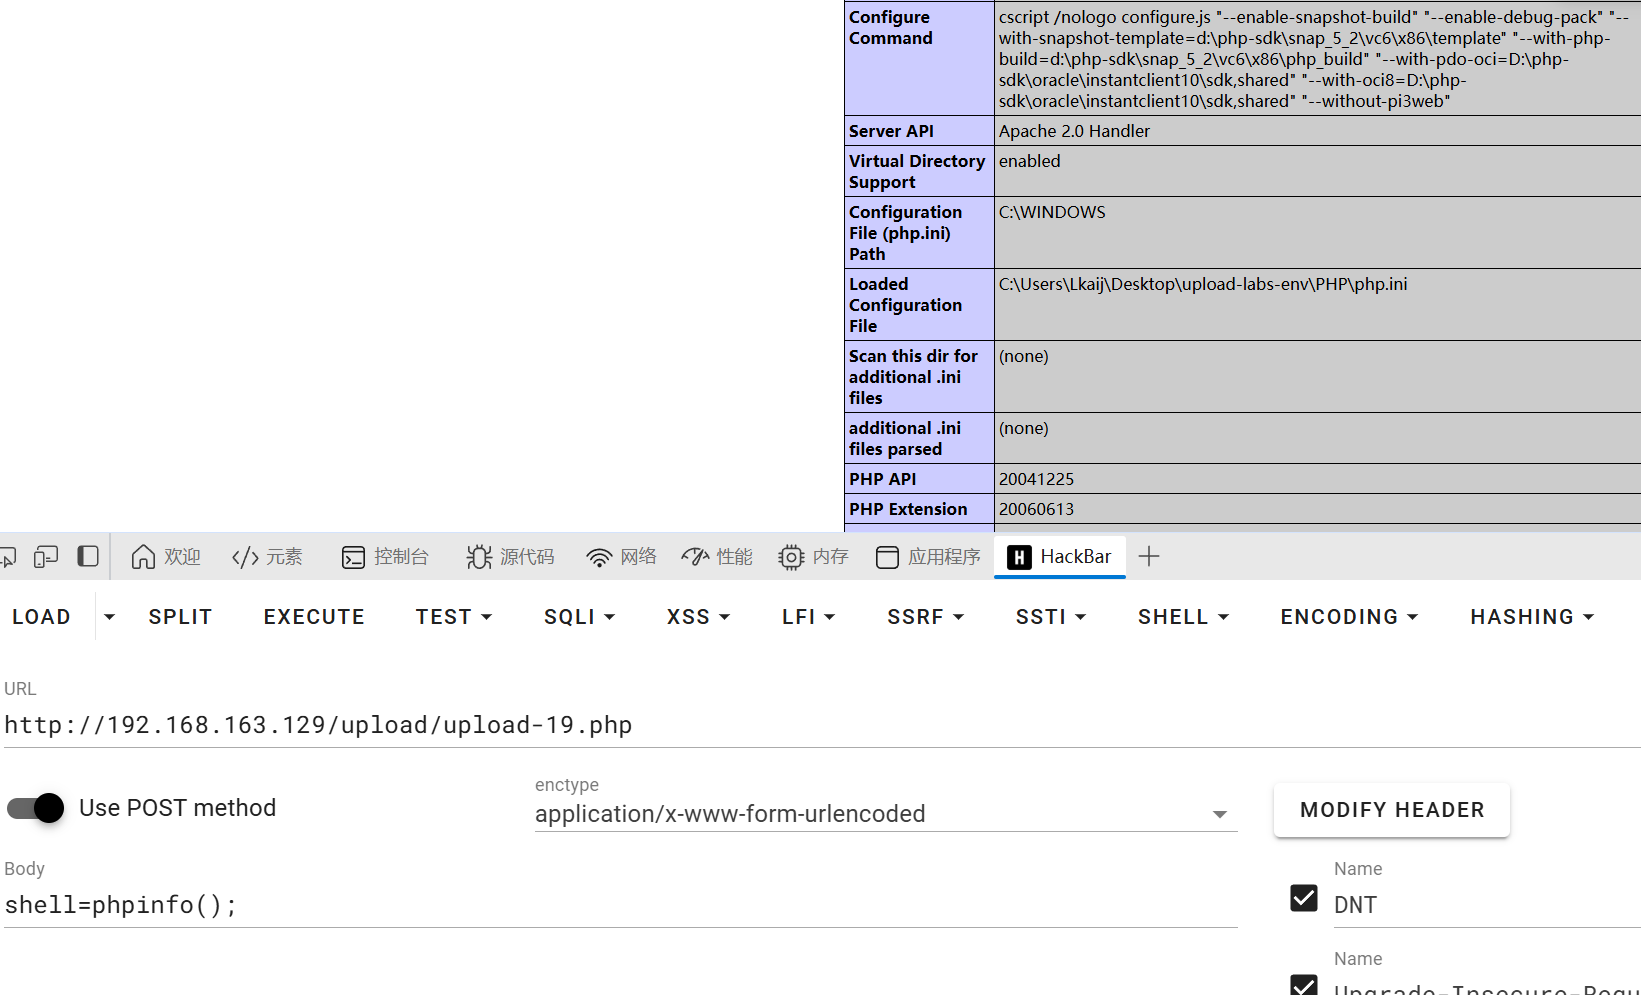 Configure Command
cscript /nologo configure.js "--enable-snapshot-build" "--enable-debug-pack" "--
with-snapshot-template=d:\php-sdk\snap_5_2\vc6\x86\template" "--with-php-
build=d:\php-sdk\snap_5_2\vc6\x86\php_build" "--with-pdo-oci=D:\php-
sdk\oracle\instantclient10\sdk,shared" "--with-oci8=D:\php-
sdk\oracle\instantclient10\sdk,shared" "--without-pi3web"
Server API
Apache 2.0 Handler
Virtual Directory
Support
enabled
Configuration
File (php.ini)
Path
C:\WINDOWS
Loaded
Configuration
File
C:\Users\Lkaij\Desktop\upload-labs-env\PHP\php.ini
Scan this dir for
additional .ini
files
(none)
additional .ini
files parsed
(none)
PHP API
20041225
PHP Extension
20060613
欢迎 元素 控制台 源代码 网络 性能 内存 应用程序 H HackBar
LOAD SPLIT EXECUTE TEST SQLI XSS LFI SSRF SSTI SHELL ENCODING HASHING
URL
http://192.168.163.129/upload/upload-19.php
Use POST method
enctype
application/x-www-form-urlencoded
MODIFY HEADER
Body
shell=phpinfo();
Name
DNT
Name